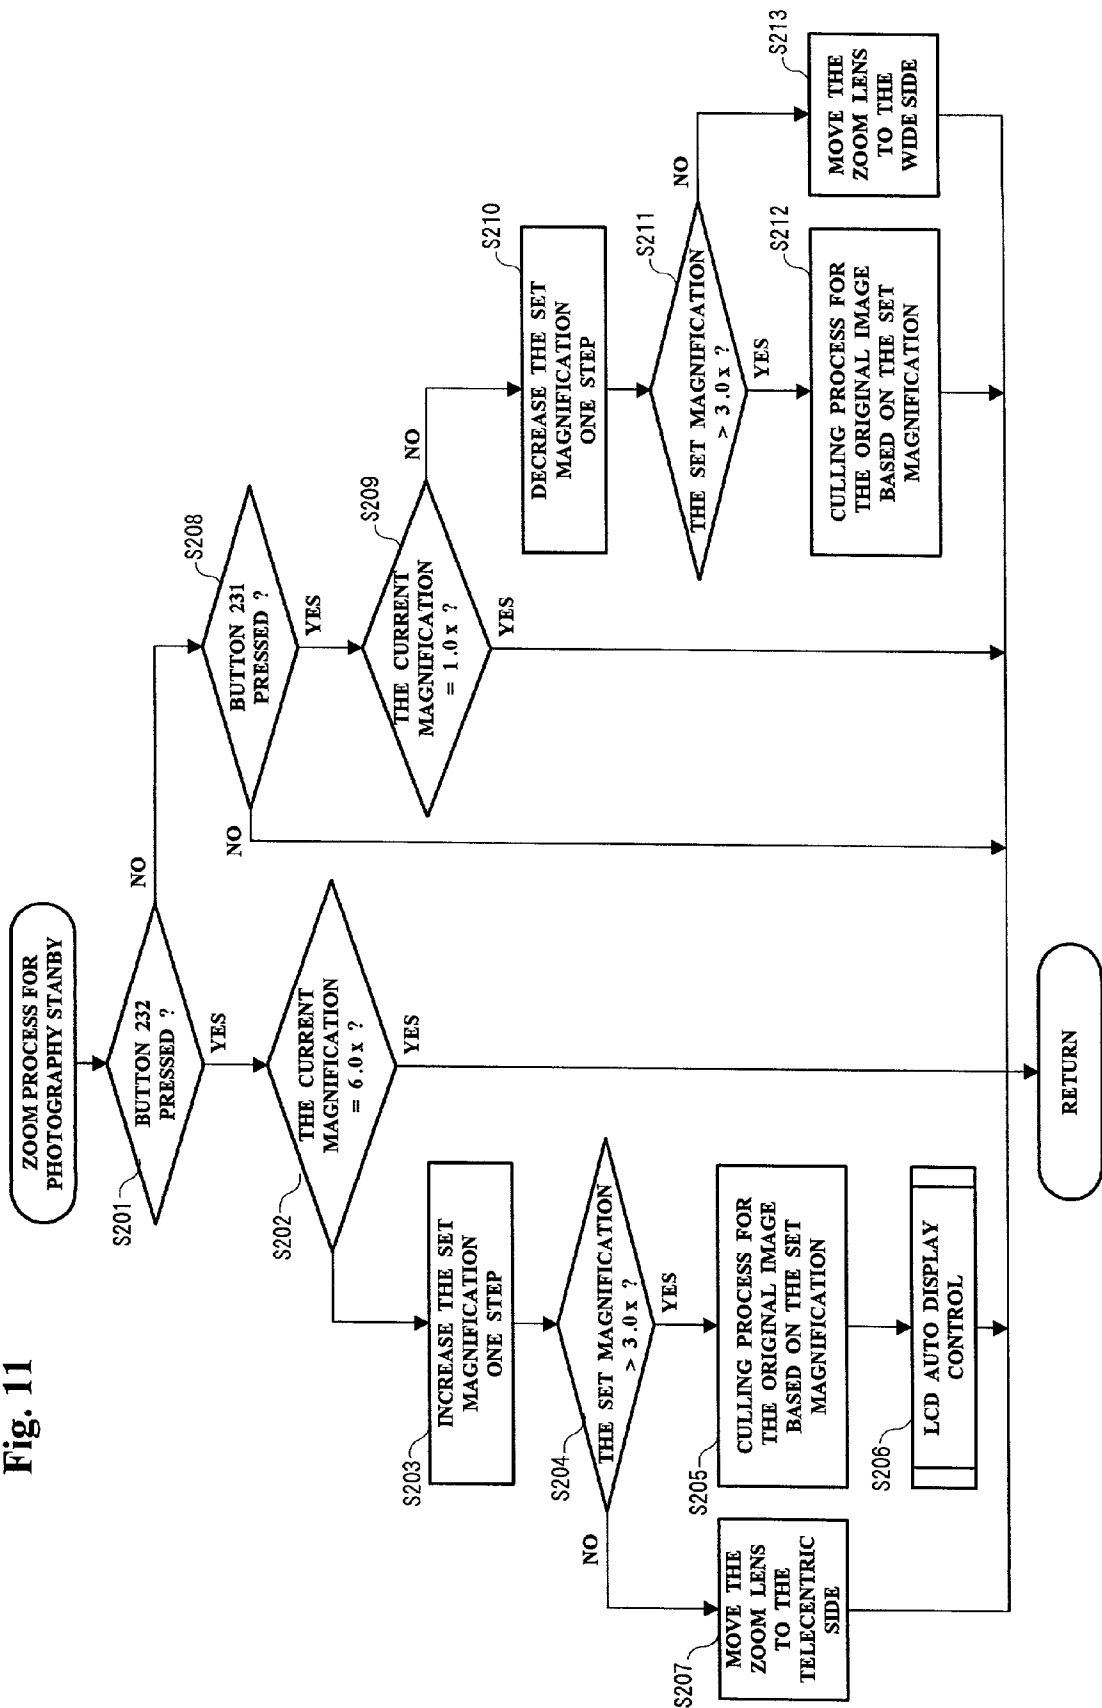 Fig. 11
ZOOM PROCESS FOR
PHOTOGRAPHY STANBY
S201
BUTTON 232
PRESSED ?
NO
YES
S202
THE CURRENT
MAGNIFICATION
= 6.0x ?
YES
S203
INCREASE THE SET
MAGNIFICATION
ONE STEP
S204
THE SET MAGNIFICATION
> 3.0x ?
NO
YES
S205
CULLING PROCESS FOR
THE ORIGINAL IMAGE
BASED ON THE SET
MAGNIFICATION
S206
LCD AUTO DISPLAY
CONTROL
S207
MOVE THE
ZOOM LENS
TO THE
TELECENTRIC
SIDE
S208
BUTTON 231
PRESSED ?
NO
YES
S209
THE CURRENT
MAGNIFICATION
= 1.0x ?
NO
YES
S210
DECREASE THE SET
MAGNIFICATION
ONE STEP
S211
THE SET MAGNIFICATION
> 3.0x ?
NO
YES
S212
CULLING PROCESS FOR
THE ORIGINAL IMAGE
BASED ON THE SET
MAGNIFICATION
S213
MOVE THE
ZOOM LENS
TO THE
WIDE SIDE
RETURN